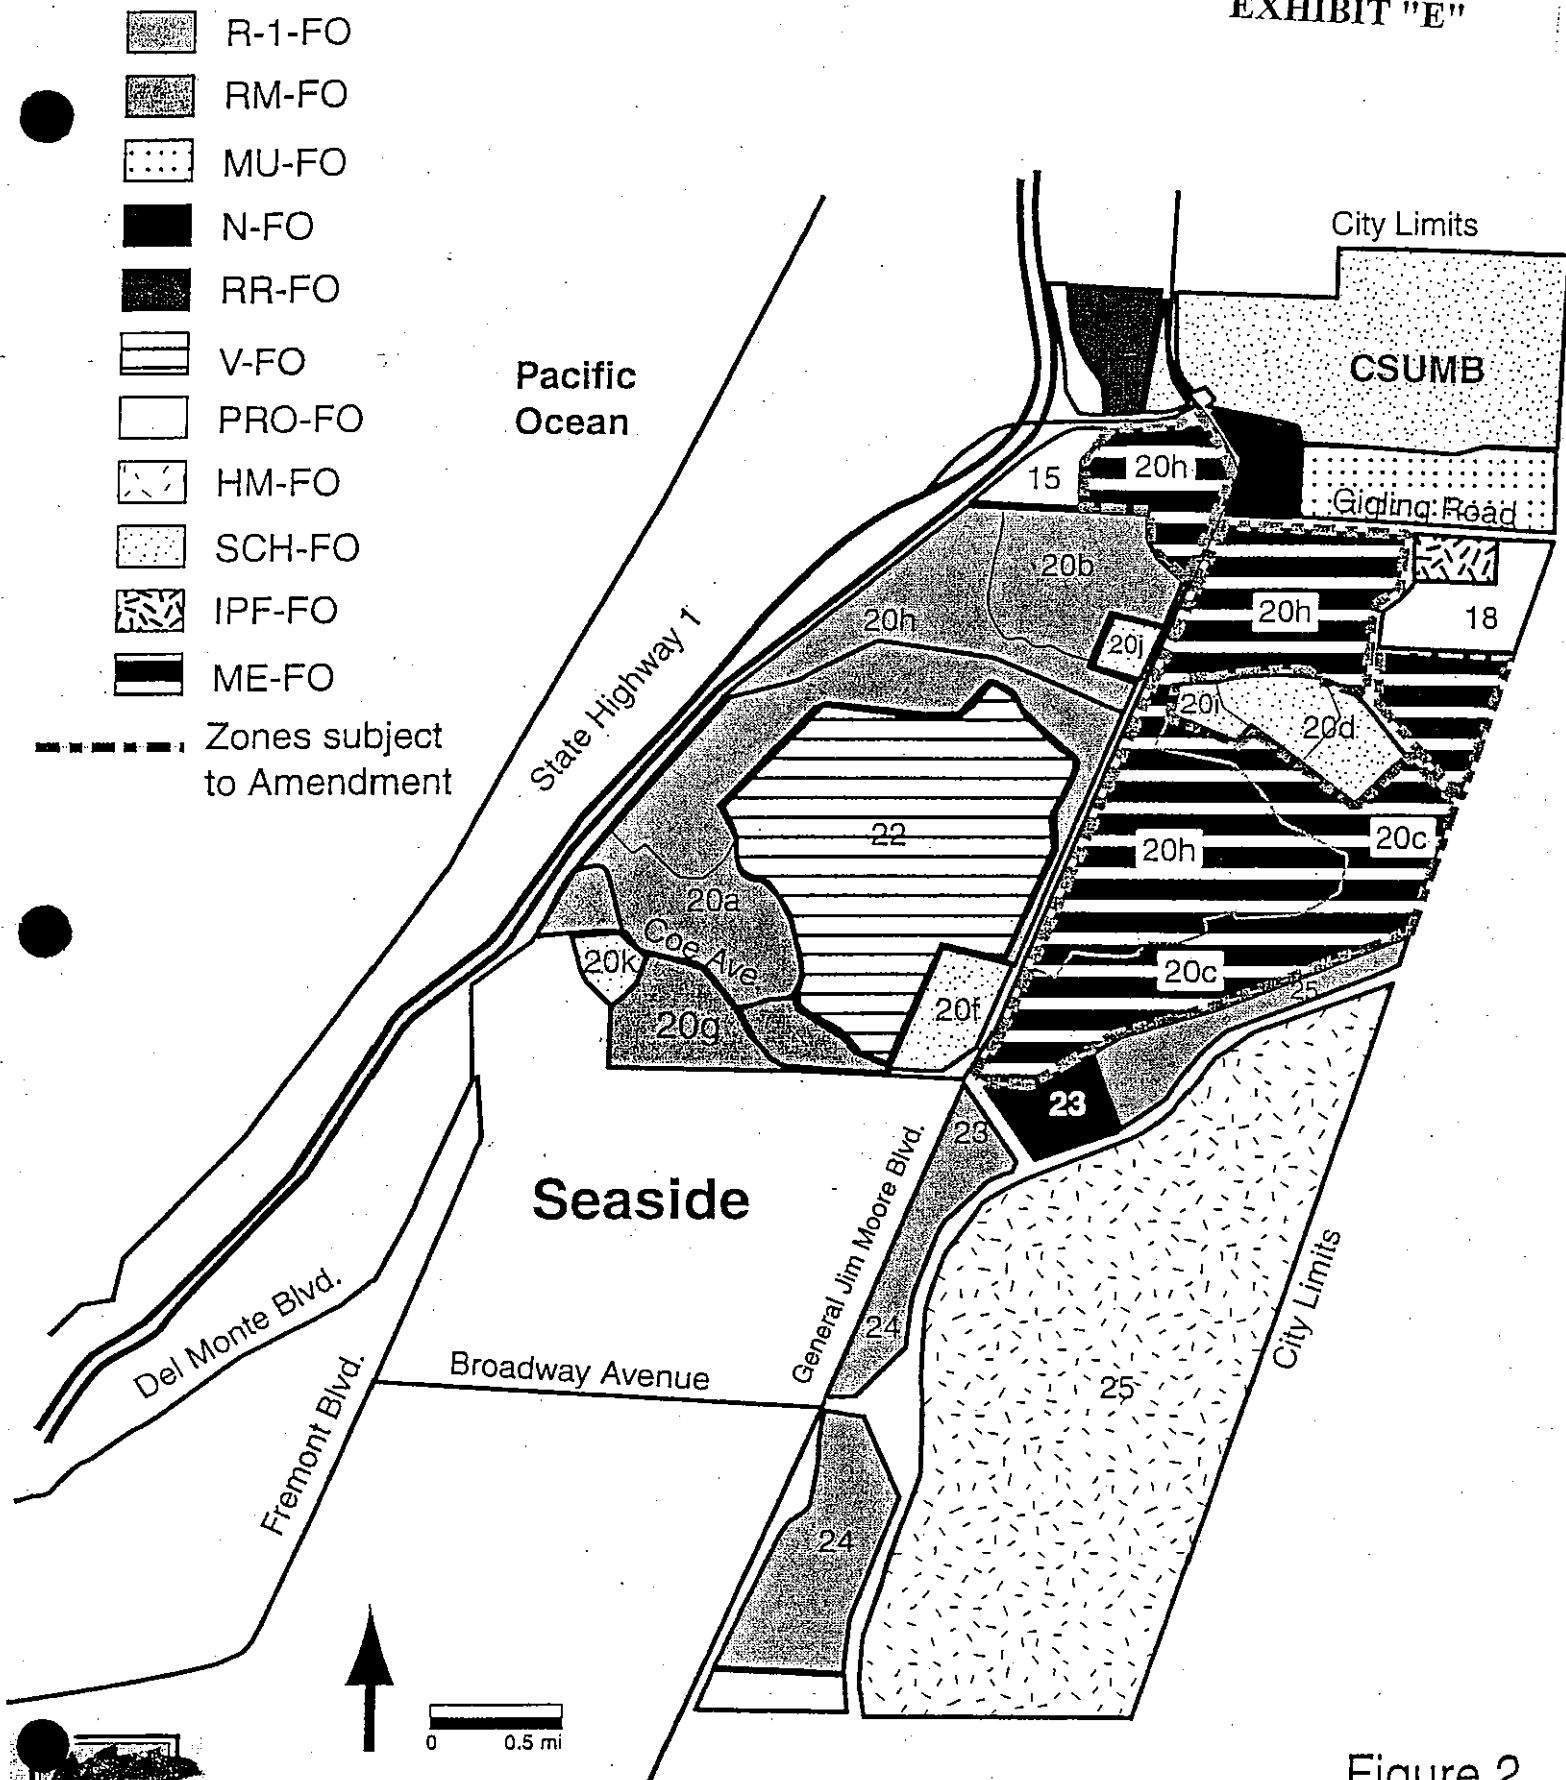 EXHIBIT "E"
R-1-FO
RM-FO
MU-FO
N-FO
RR-FO
V-FO
PRO-FO
HM-FO
SCH-FO
IPF-FO
ME-FO
Zones subject
to Amendment
City Limits
CSUMB
Pacific
Ocean
15
20h
Gigling Road
20b
20h
20h
18
20j
State Highway 1
20i
20d
22
20h
20c
20a
Coe Ave.
20k
20c
20f
25
20g
23
23
General Jim Moore Blvd.
Seaside
24
City Limits
Del Monte Blvd.
Broadway Avenue
25
Fremont Blvd.
24
0 0.5 mi
Figure 2